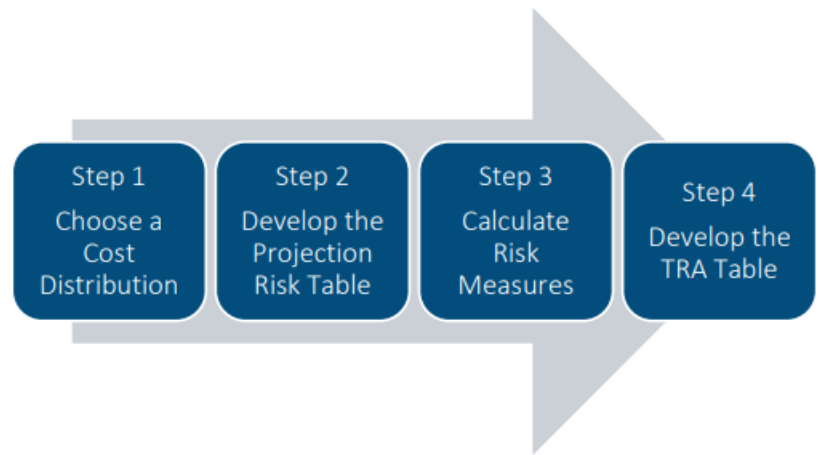 Step 1
Choose a
Cost
Distribution
Step 2
Develop the
Projection
Risk Table
Step 3
Calculate
Risk
Measures
Step 4
Develop the
TRA Table